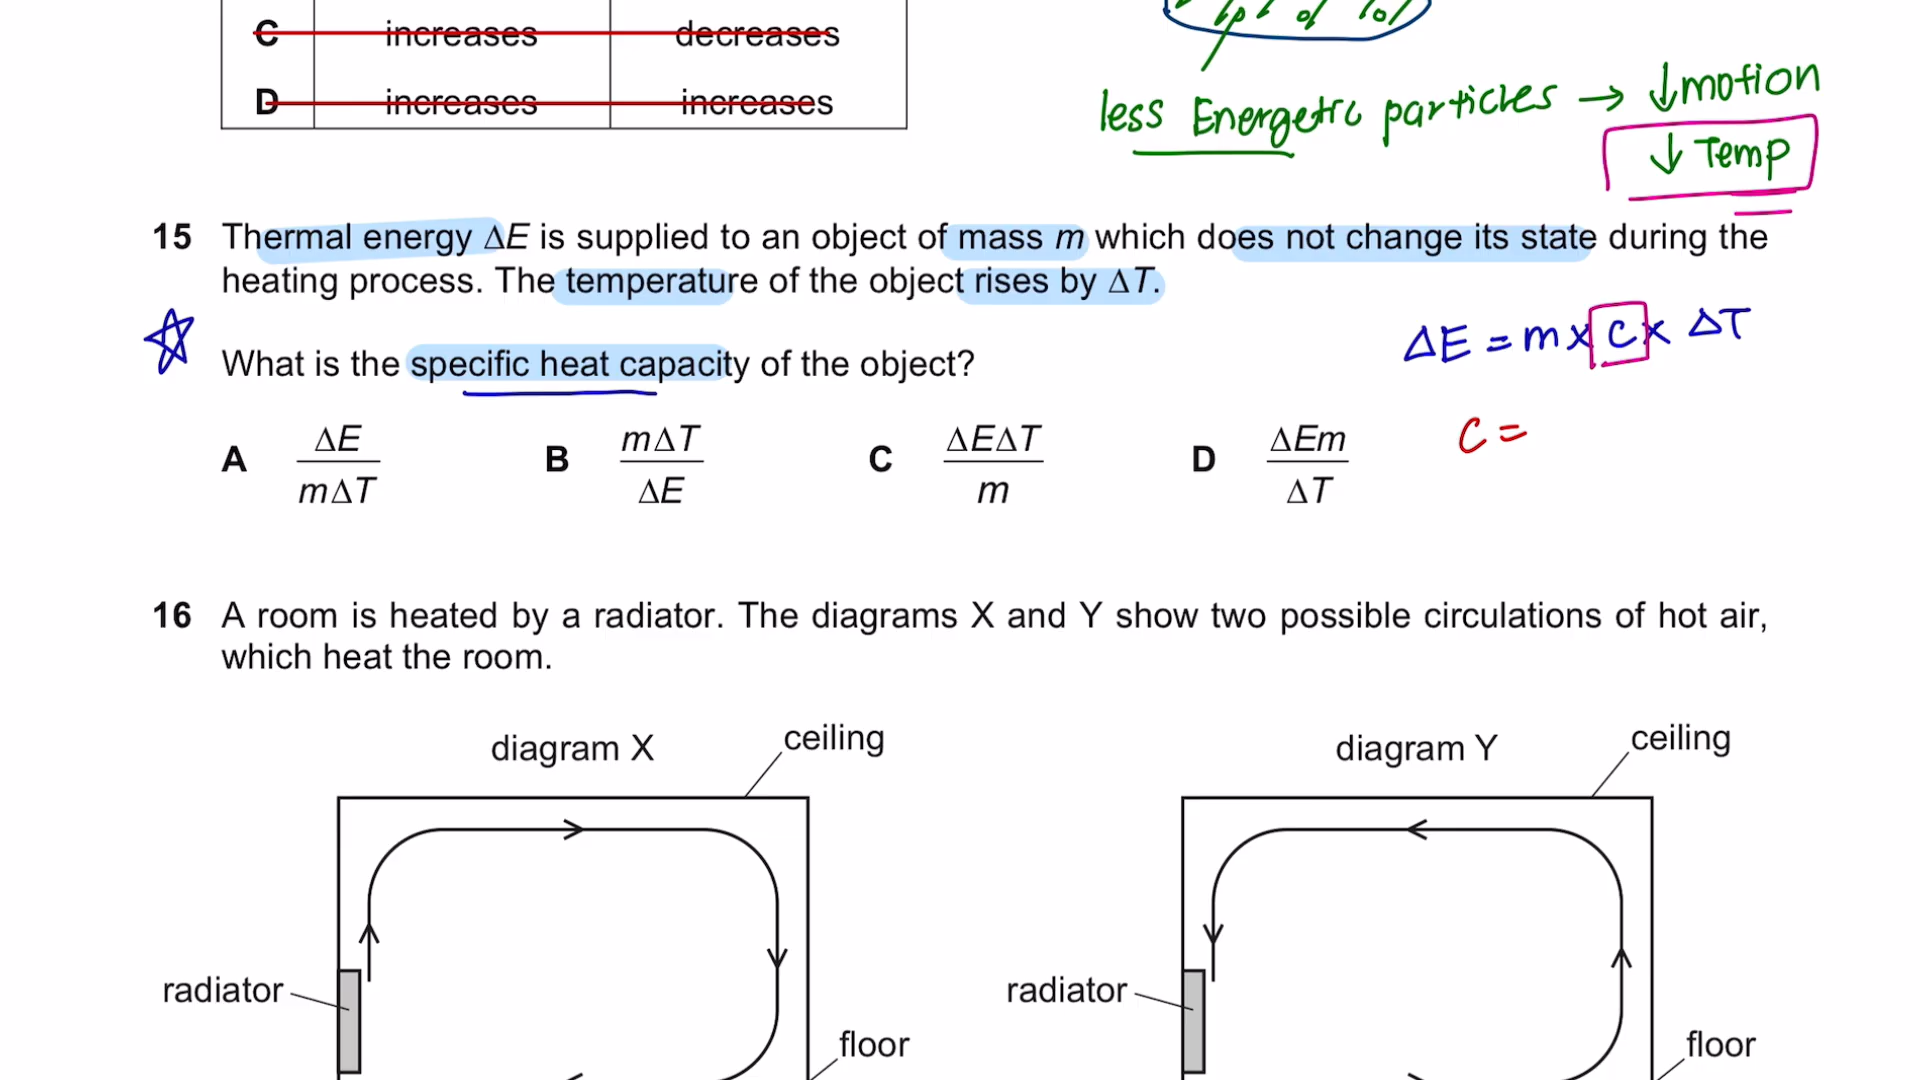 C increases decreases
D increases increases
less Energetic particles → ↓motion
↓ Temp
15 Thermal energy ΔE is supplied to an object of mass m which does not change its state during the
heating process. The temperature of the object rises by ΔT.
ΔE = m x c x ΔT
What is the specific heat capacity of the object?
C =
A ΔE / mΔT B mΔT / ΔE C ΔEΔT / m D ΔEm / ΔT
16 A room is heated by a radiator. The diagrams X and Y show two possible circulations of hot air,
which heat the room.
diagram X ceiling diagram Y ceiling
radiator radiator
floor floor